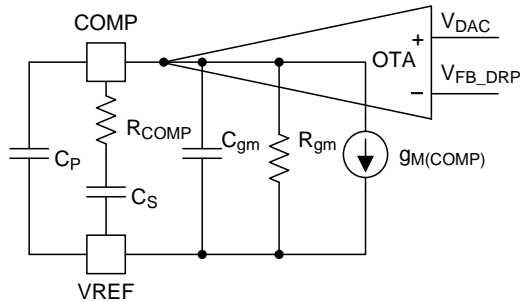 COMP
V_DAC
+
OTA
V_FB_DRP
−
R_COMP
C_gm
R_gm
g_M(COMP)
C_P
C_S
VREF